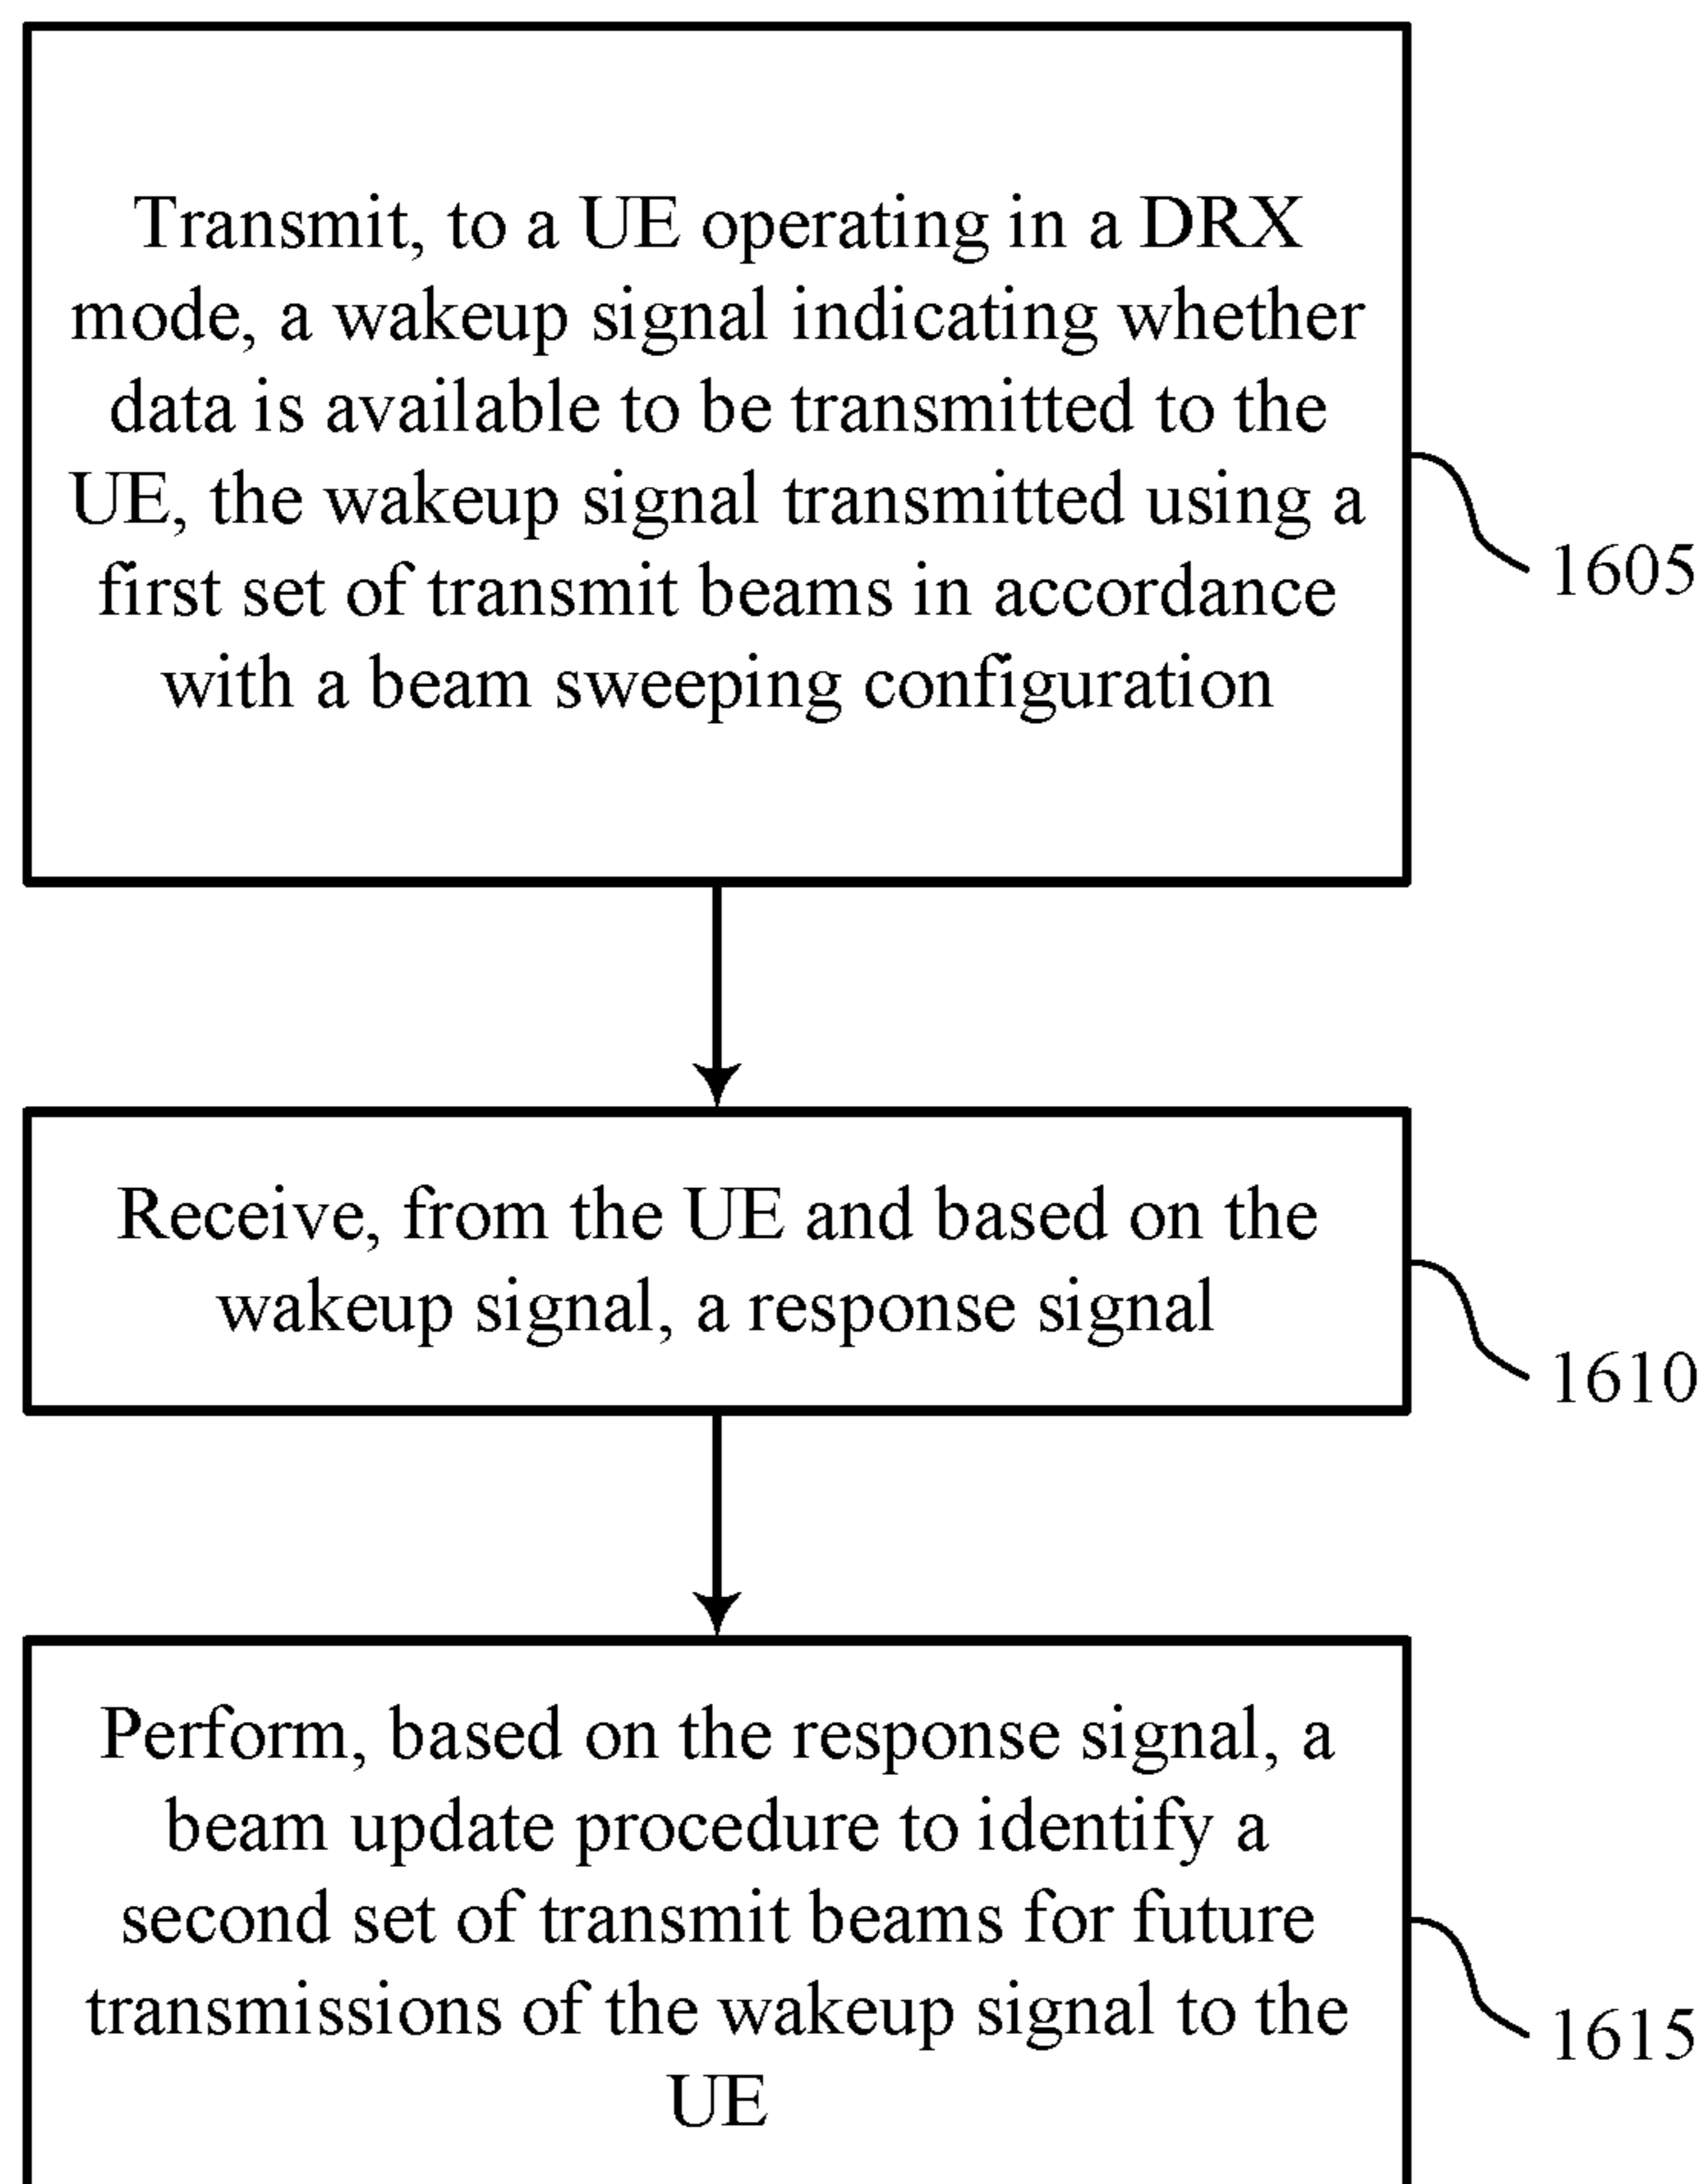 Transmit, to a UE operating in a DRX
mode, a wakeup signal indicating whether
data is available to be transmitted to the
UE, the wakeup signal transmitted using a
first set of transmit beams in accordance
with a beam sweeping configuration
1605
Receive, from the UE and based on the
wakeup signal, a response signal
1610
Perform, based on the response signal, a
beam update procedure to identify a
second set of transmit beams for future
transmissions of the wakeup signal to the
UE
1615